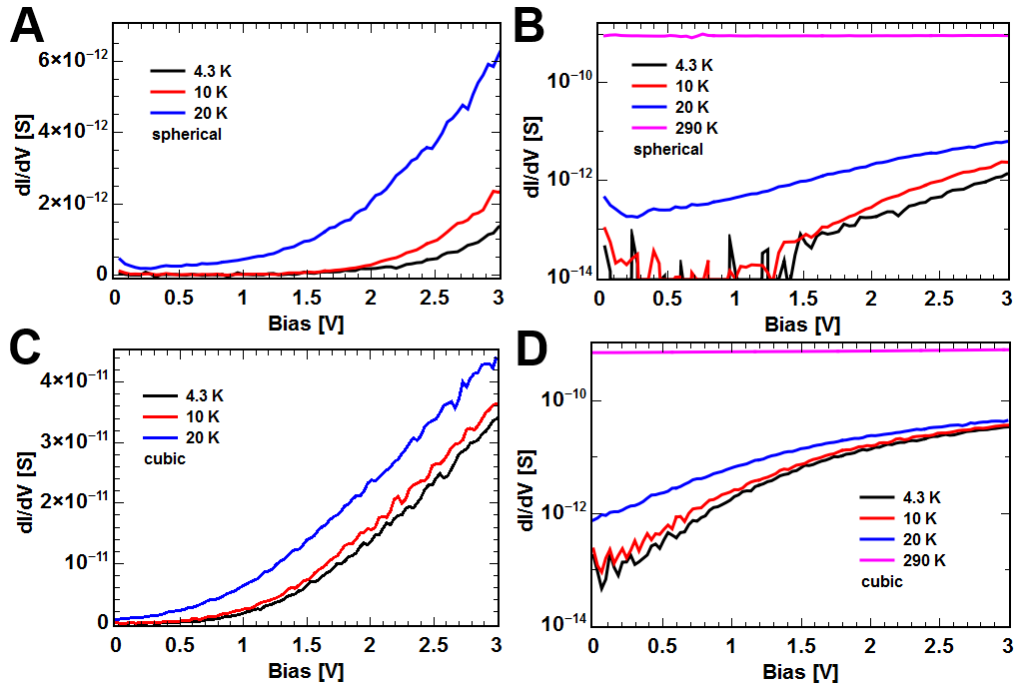 A
dI/dV [S]
6×10⁻¹²
4×10⁻¹²
2×10⁻¹²
0
4.3 K
10 K
20 K
spherical
0 0.5 1 1.5 2 2.5 3
Bias [V]
B
dI/dV [S]
10⁻¹⁰
10⁻¹²
10⁻¹⁴
4.3 K
10 K
20 K
290 K
spherical
0 0.5 1 1.5 2 2.5 3
Bias [V]
C
dI/dV [S]
4×10⁻¹¹
3×10⁻¹¹
2×10⁻¹¹
10⁻¹¹
0
4.3 K
10 K
20 K
cubic
0 0.5 1 1.5 2 2.5 3
Bias [V]
D
dI/dV [S]
10⁻¹⁰
10⁻¹²
10⁻¹⁴
4.3 K
10 K
20 K
290 K
cubic
0 0.5 1 1.5 2 2.5 3
Bias [V]